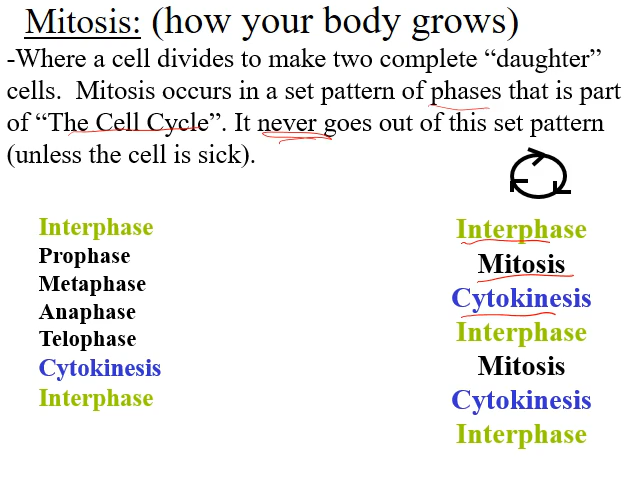 Mitosis: (how your body grows)
-Where a cell divides to make two complete “daughter”
cells.  Mitosis occurs in a set pattern of phases that is part
of “The Cell Cycle”. It never goes out of this set pattern
(unless the cell is sick).
Interphase
Prophase
Metaphase
Anaphase
Telophase
Cytokinesis
Interphase
Interphase
Mitosis
Cytokinesis
Interphase
Mitosis
Cytokinesis
Interphase